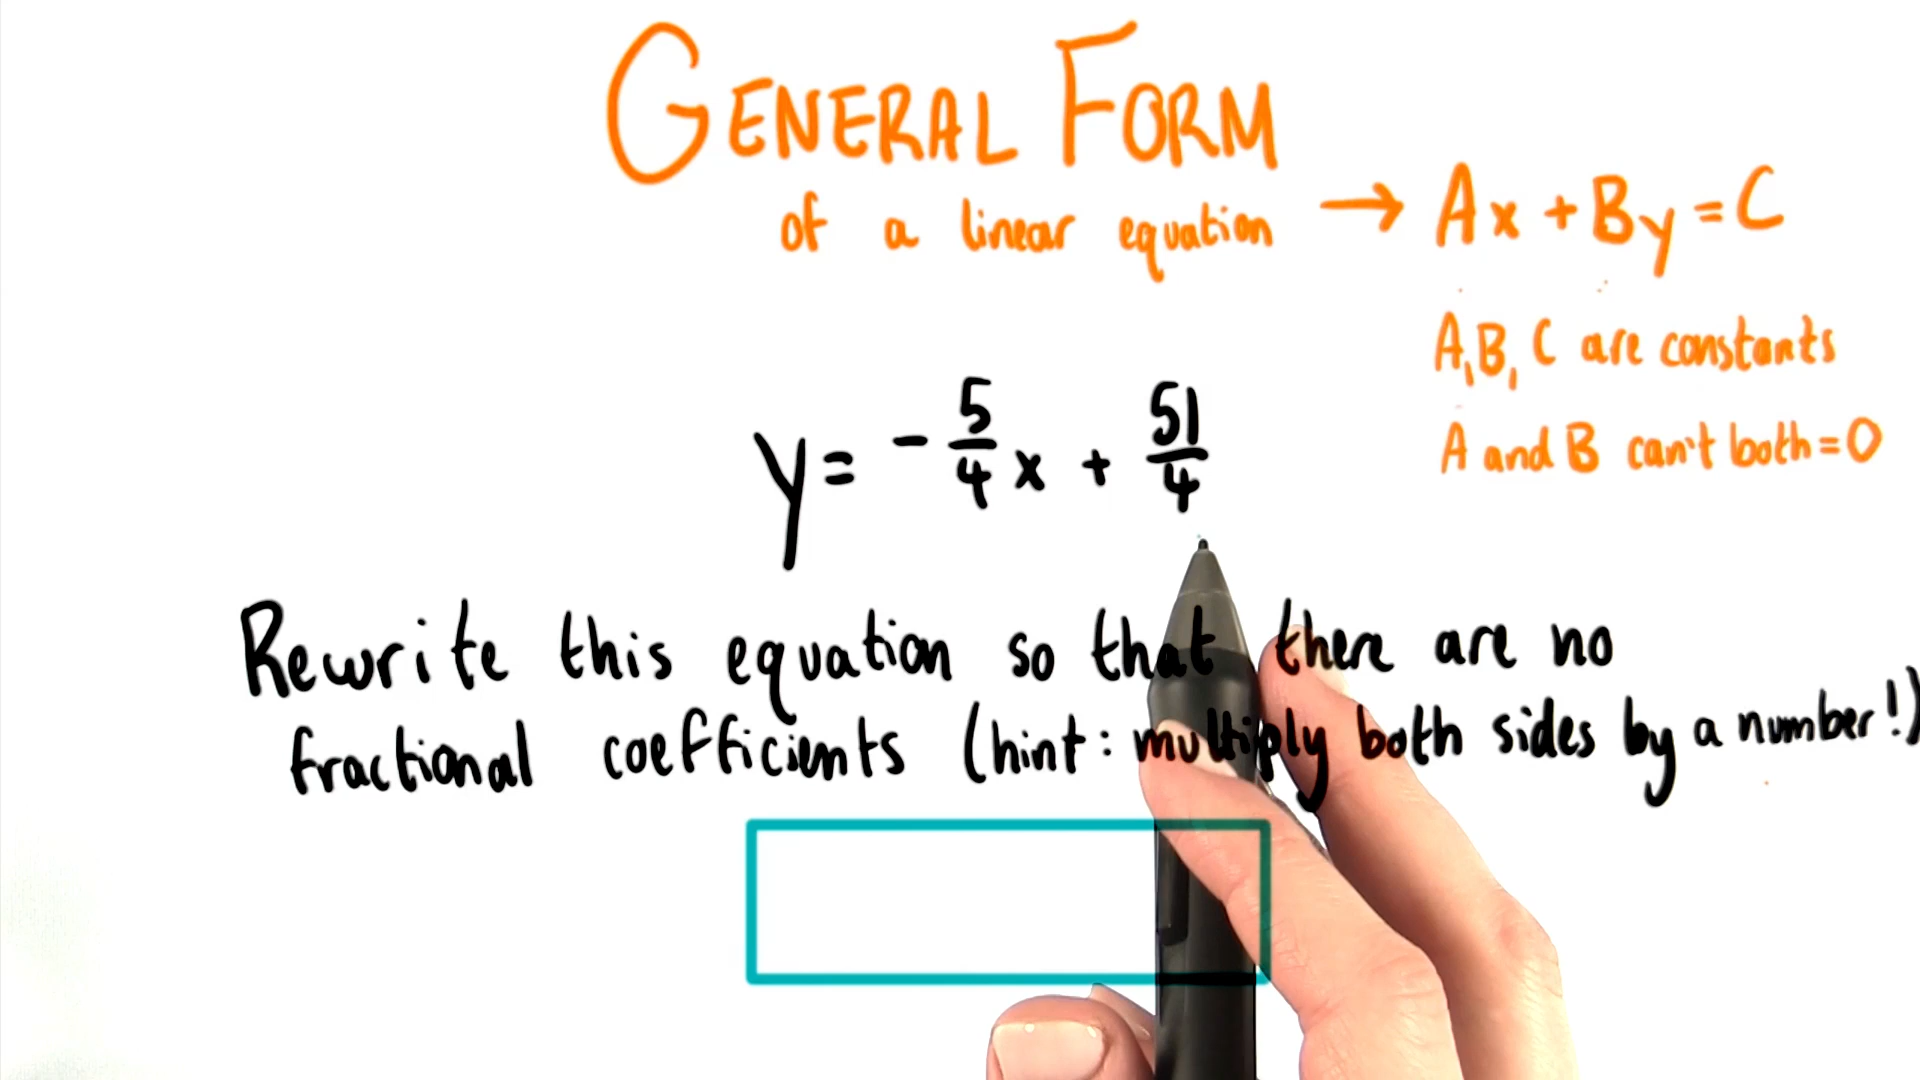 GENERAL FORM
of a linear equation → Ax + By = C
A, B, C are constants
A and B can't both = 0
y = - 5/4 x + 51/4
Rewrite this equation so that there are no
fractional coefficients (hint: multiply both sides by a number!)